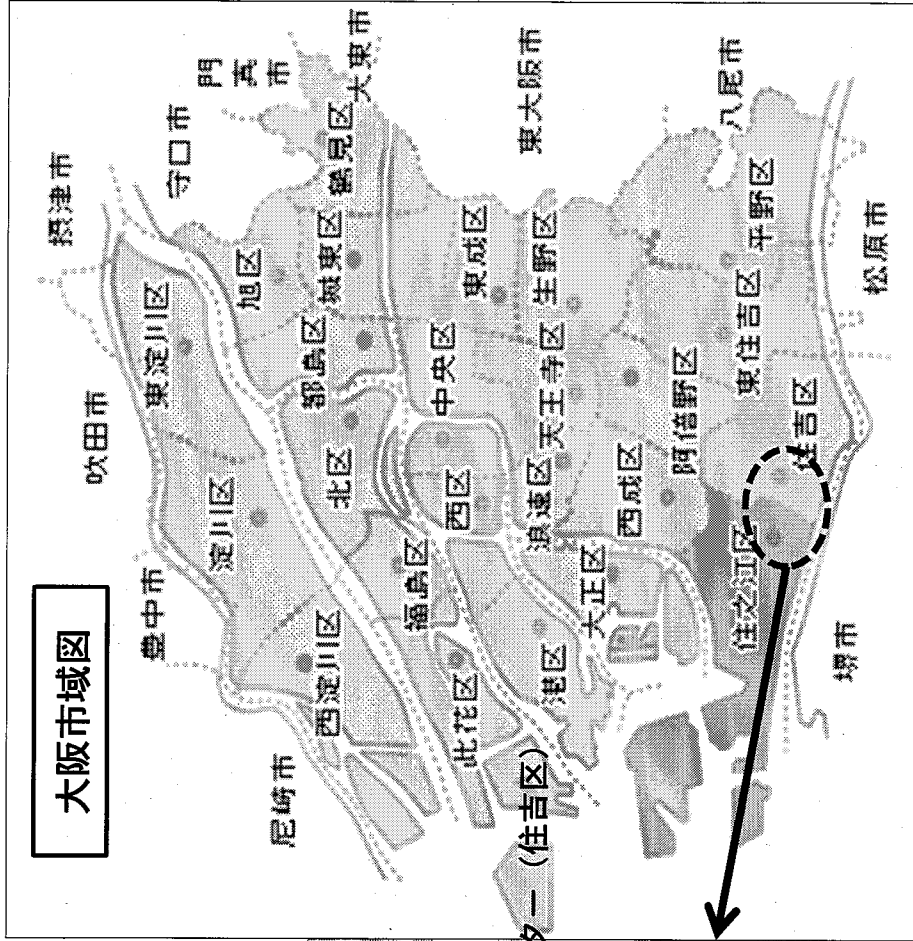 大阪市域図
摂津市
吹田市
豊中市
守口市
門真市
大東市
尼崎市
東淀川区
淀川区
西淀川区
旭区
鶴見区
城東区
都島区
北区
福島区
此花区
東大阪市
東成区
中央区
西区
港区
生野区
天王寺区
浪速区
大正区
西成区
阿倍野区
八尾市
平野区
東住吉区
住吉区
住之江区
松原市
堺市
ター（住吉区）